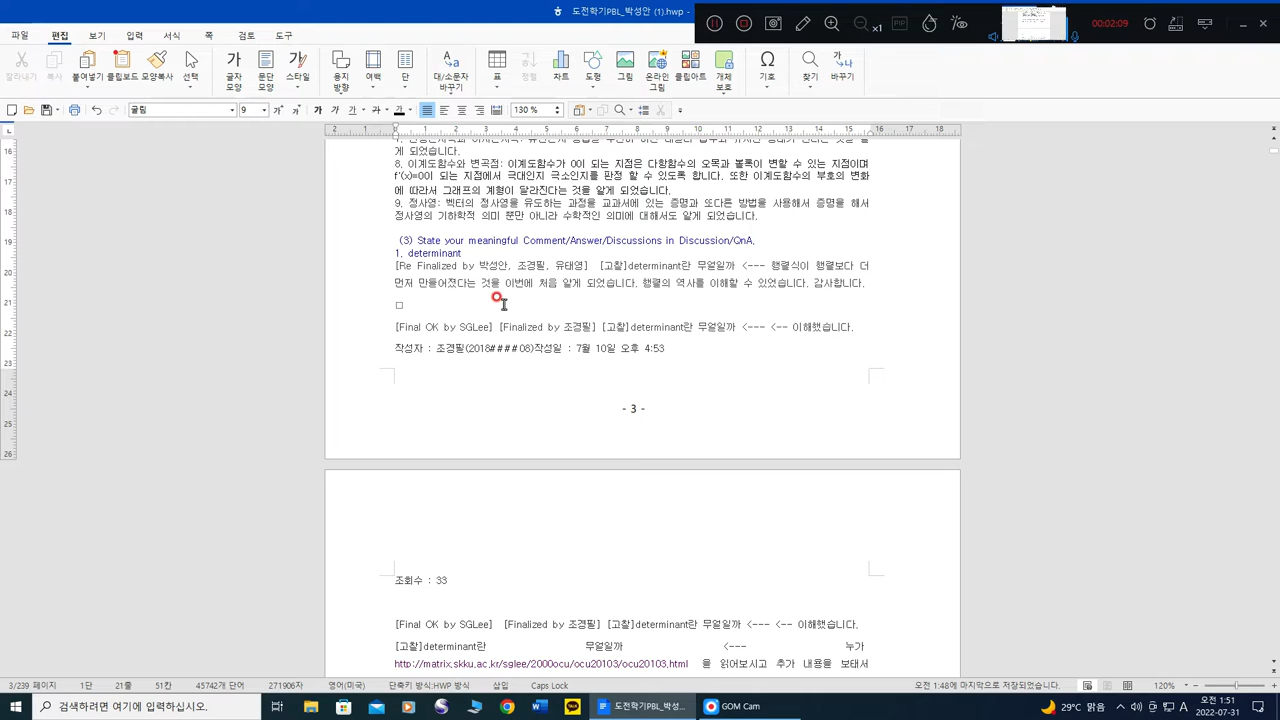 도전학기PBL_박성안 (1).hwp -
00:02:09
파일 편집 보기 입력 서식 쪽 검토 도구
잘라내기 복사 붙여넣기 클립보드 모양복사 선택 글자 모양 문단 모양 스타일 용지 방향 여백 단 대/소문자 바꾸기 표 정렬 차트 도형 그림 온라인 그림 클립아트 개체 보호 기호 찾기 바꾸기
굴림 9 130 %
게 되었습니다.
8. 이계도함수와 변곡점: 이계도함수가 0이 되는 지점은 다항함수의 오목과 볼록이 변할 수 있는 지점이며
f'(x)=0이 되는 지점에서 극대인지 극소인지를 판정 할 수 있도록 합니다. 또한 이계도함수의 부호의 변화
에 따라서 그래프의 계형이 달라진다는 것을 알게 되었습니다.
9. 정사영: 벡터의 정사영을 유도하는 과정을 교과서에 있는 증명과 또다른 방법을 사용해서 증명을 해서
정사영의 기하학적 의미 뿐만 아니라 수학적인 의미에 대해서도 알게 되었습니다.
(3) State your meaningful Comment/Answer/Discussions in Discussion/QnA.
1. determinant
[Re Finalized by 박성안, 조경필, 유태영] [고찰]determinant란 무얼일까 <--- 행렬식이 행렬보다 더
먼저 만들어졌다는 것을 이번에 처음 알게 되었습니다. 행렬의 역사를 이해할 수 있었습니다. 감사합니다.
□
[Final OK by SGLee] [Finalized by 조경필] [고찰]determinant란 무얼일까 <--- <-- 이해했습니다.
작성자 : 조경필(2018####08)작성일 : 7월 10일 오후 4:53
- 3 -
조회수 : 33
[Final OK by SGLee] [Finalized by 조경필] [고찰]determinant란 무얼일까 <--- <-- 이해했습니다.
[고찰]determinant란 무얼일까 <--- 누가
http://matrix.skku.ac.kr/sglee/2000ocu/ocu20103/ocu20103.html 을 읽어보시고 추가 내용을 보태서
3/239 페이지 1단 21줄 51칸 45742개 단어 271906자 영어(미국) 단축키 방식:HWP 방식 삽입 Caps Lock 오전 1:48에 마지막으로 저장되었습니다. 120%
검색하려면 여기에 입력하십시오. 도전학기PBL_박성... GOM Cam 29°C 맑음 A 오전 1:51
2022-07-31